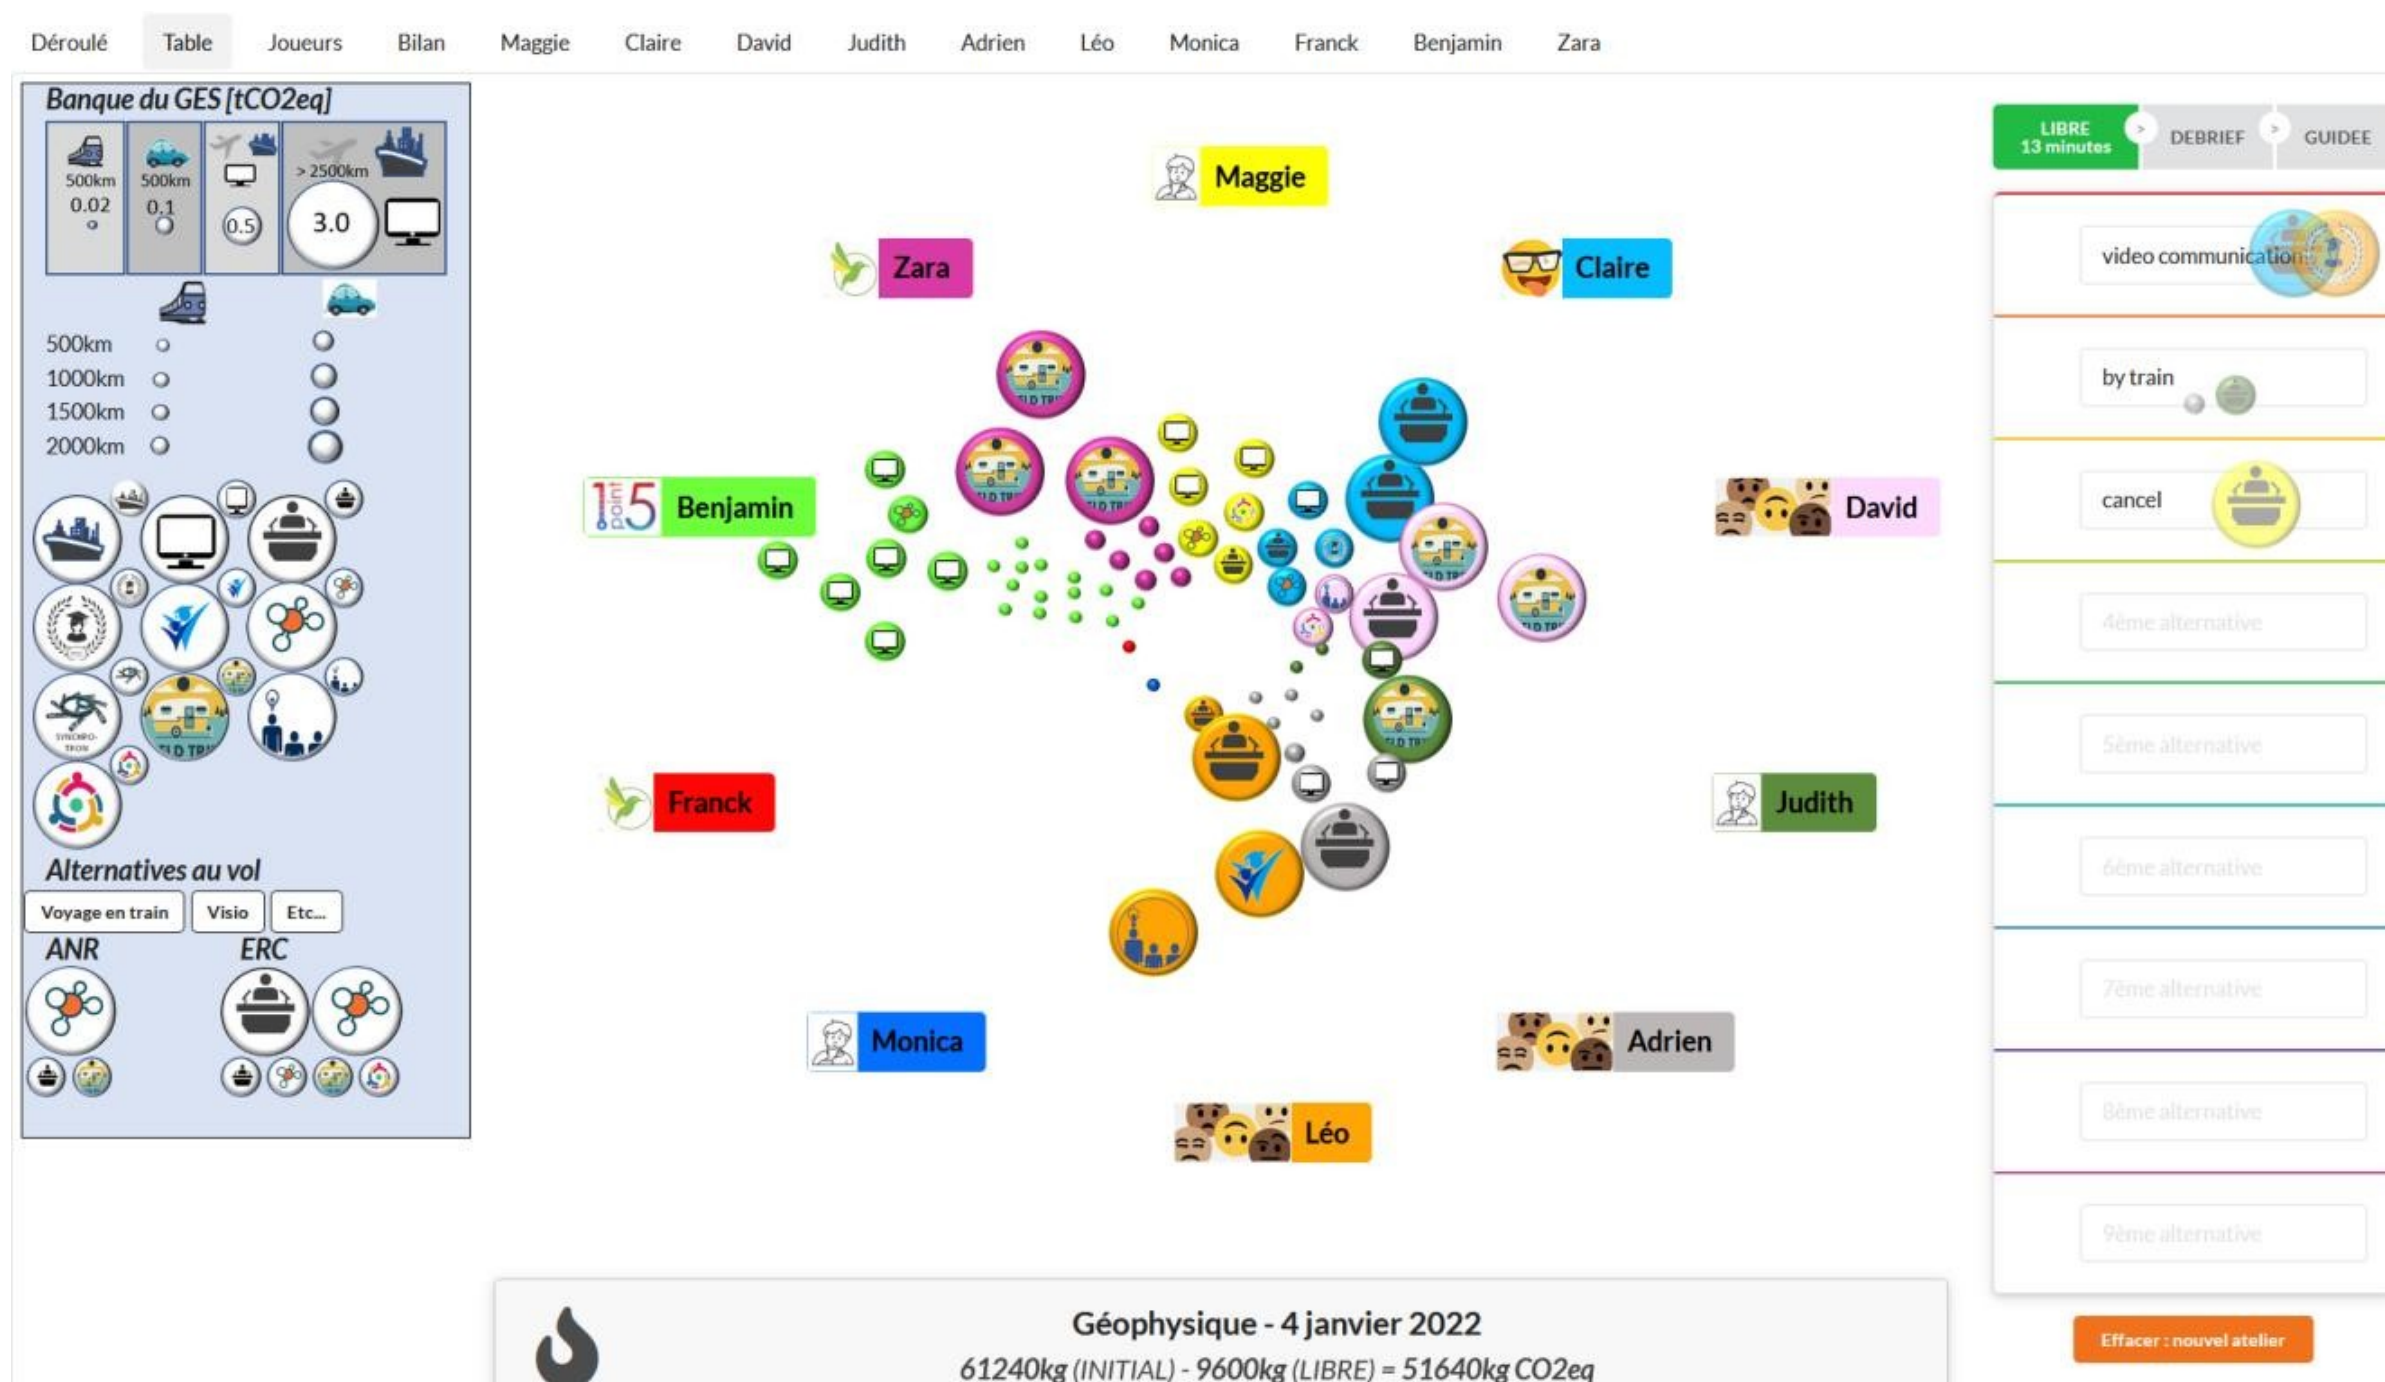 Déroulé Table Joueurs Bilan Maggie Claire David Judith Adrien Léo Monica Franck Benjamin Zara
Banque du GES [tCO2eq]
500km 500km > 2500km
0.02 0.1 0.5 3.0
500km
1000km
1500km
2000km
SYNCHRO-
TRON
Alternatives au vol
Voyage en train Visio Etc...
ANR ERC
Maggie
Zara
Claire
1point5 Benjamin
David
Franck
Judith
Monica
Adrien
Léo
LIBRE
13 minutes
> DEBRIEF > GUIDEE
video communication
by train
cancel
4ème alternative
5ème alternative
6ème alternative
7ème alternative
8ème alternative
9ème alternative
Effacer : nouvel atelier
Géophysique - 4 janvier 2022
61240kg (INITIAL) - 9600kg (LIBRE) = 51640kg CO2eq